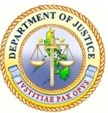 DEPARTMENT OF JUSTICE
IVSTITIAE PAX OPVS